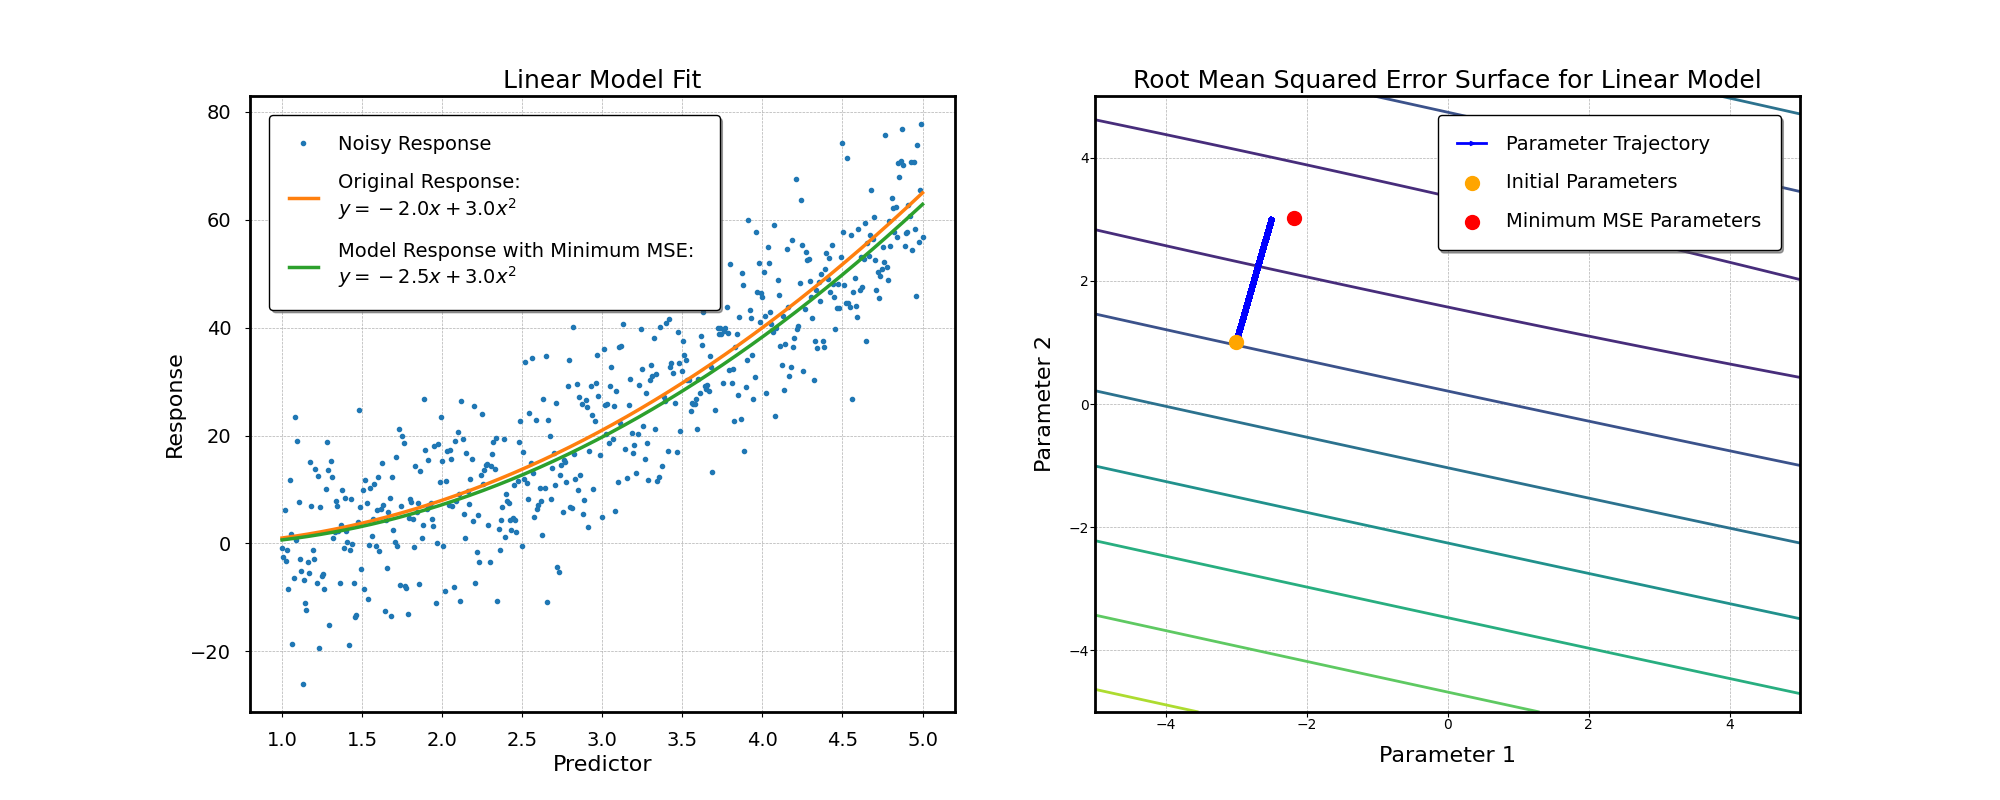 Linear Model Fit
80
60
40
20
0
−20
Response
Noisy Response
Original Response:
y = −2.0x + 3.0x²
Model Response with Minimum MSE:
y = −2.5x + 3.0x²
1.0 1.5 2.0 2.5 3.0 3.5 4.0 4.5 5.0
Predictor
Root Mean Squared Error Surface for Linear Model
4
2
0
−2
−4
Parameter 2
Parameter Trajectory
Initial Parameters
Minimum MSE Parameters
−4 −2 0 2 4
Parameter 1